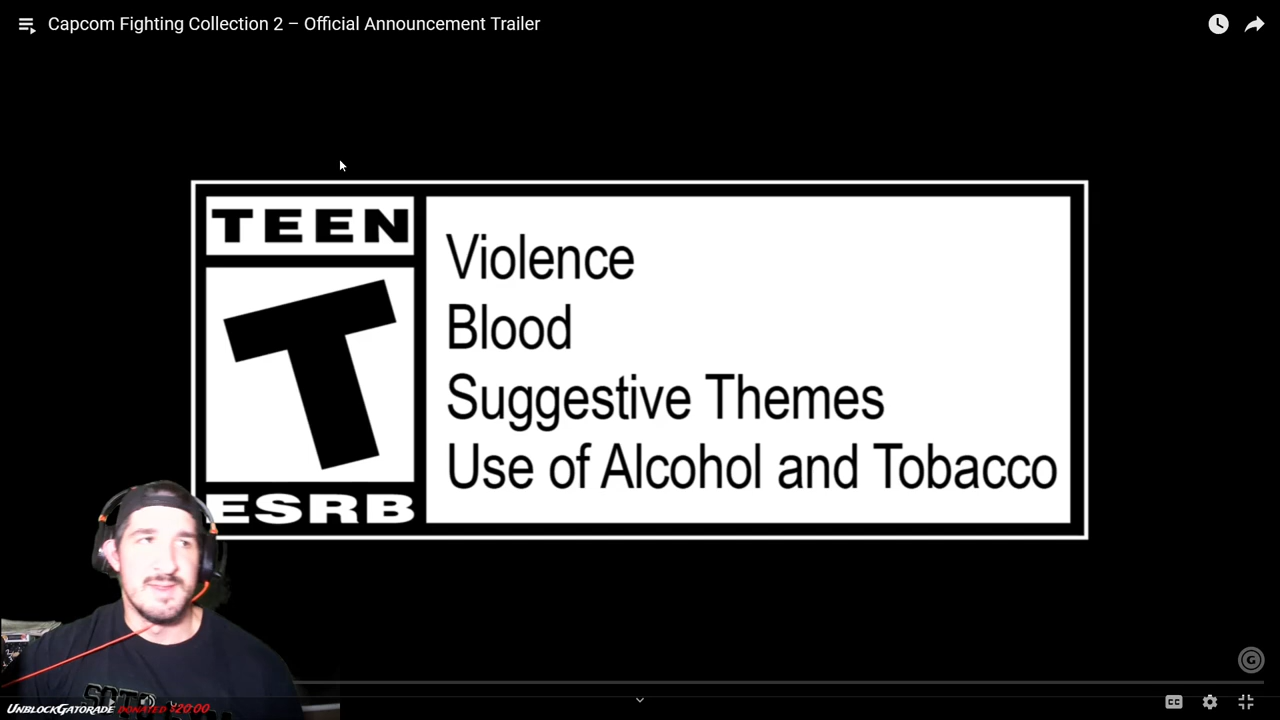 Capcom Fighting Collection 2 – Official Announcement Trailer
TEEN
T
ESRB
Violence
Blood
Suggestive Themes
Use of Alcohol and Tobacco
G
UNBLOCKGATORADE DONATED $20.00
CC